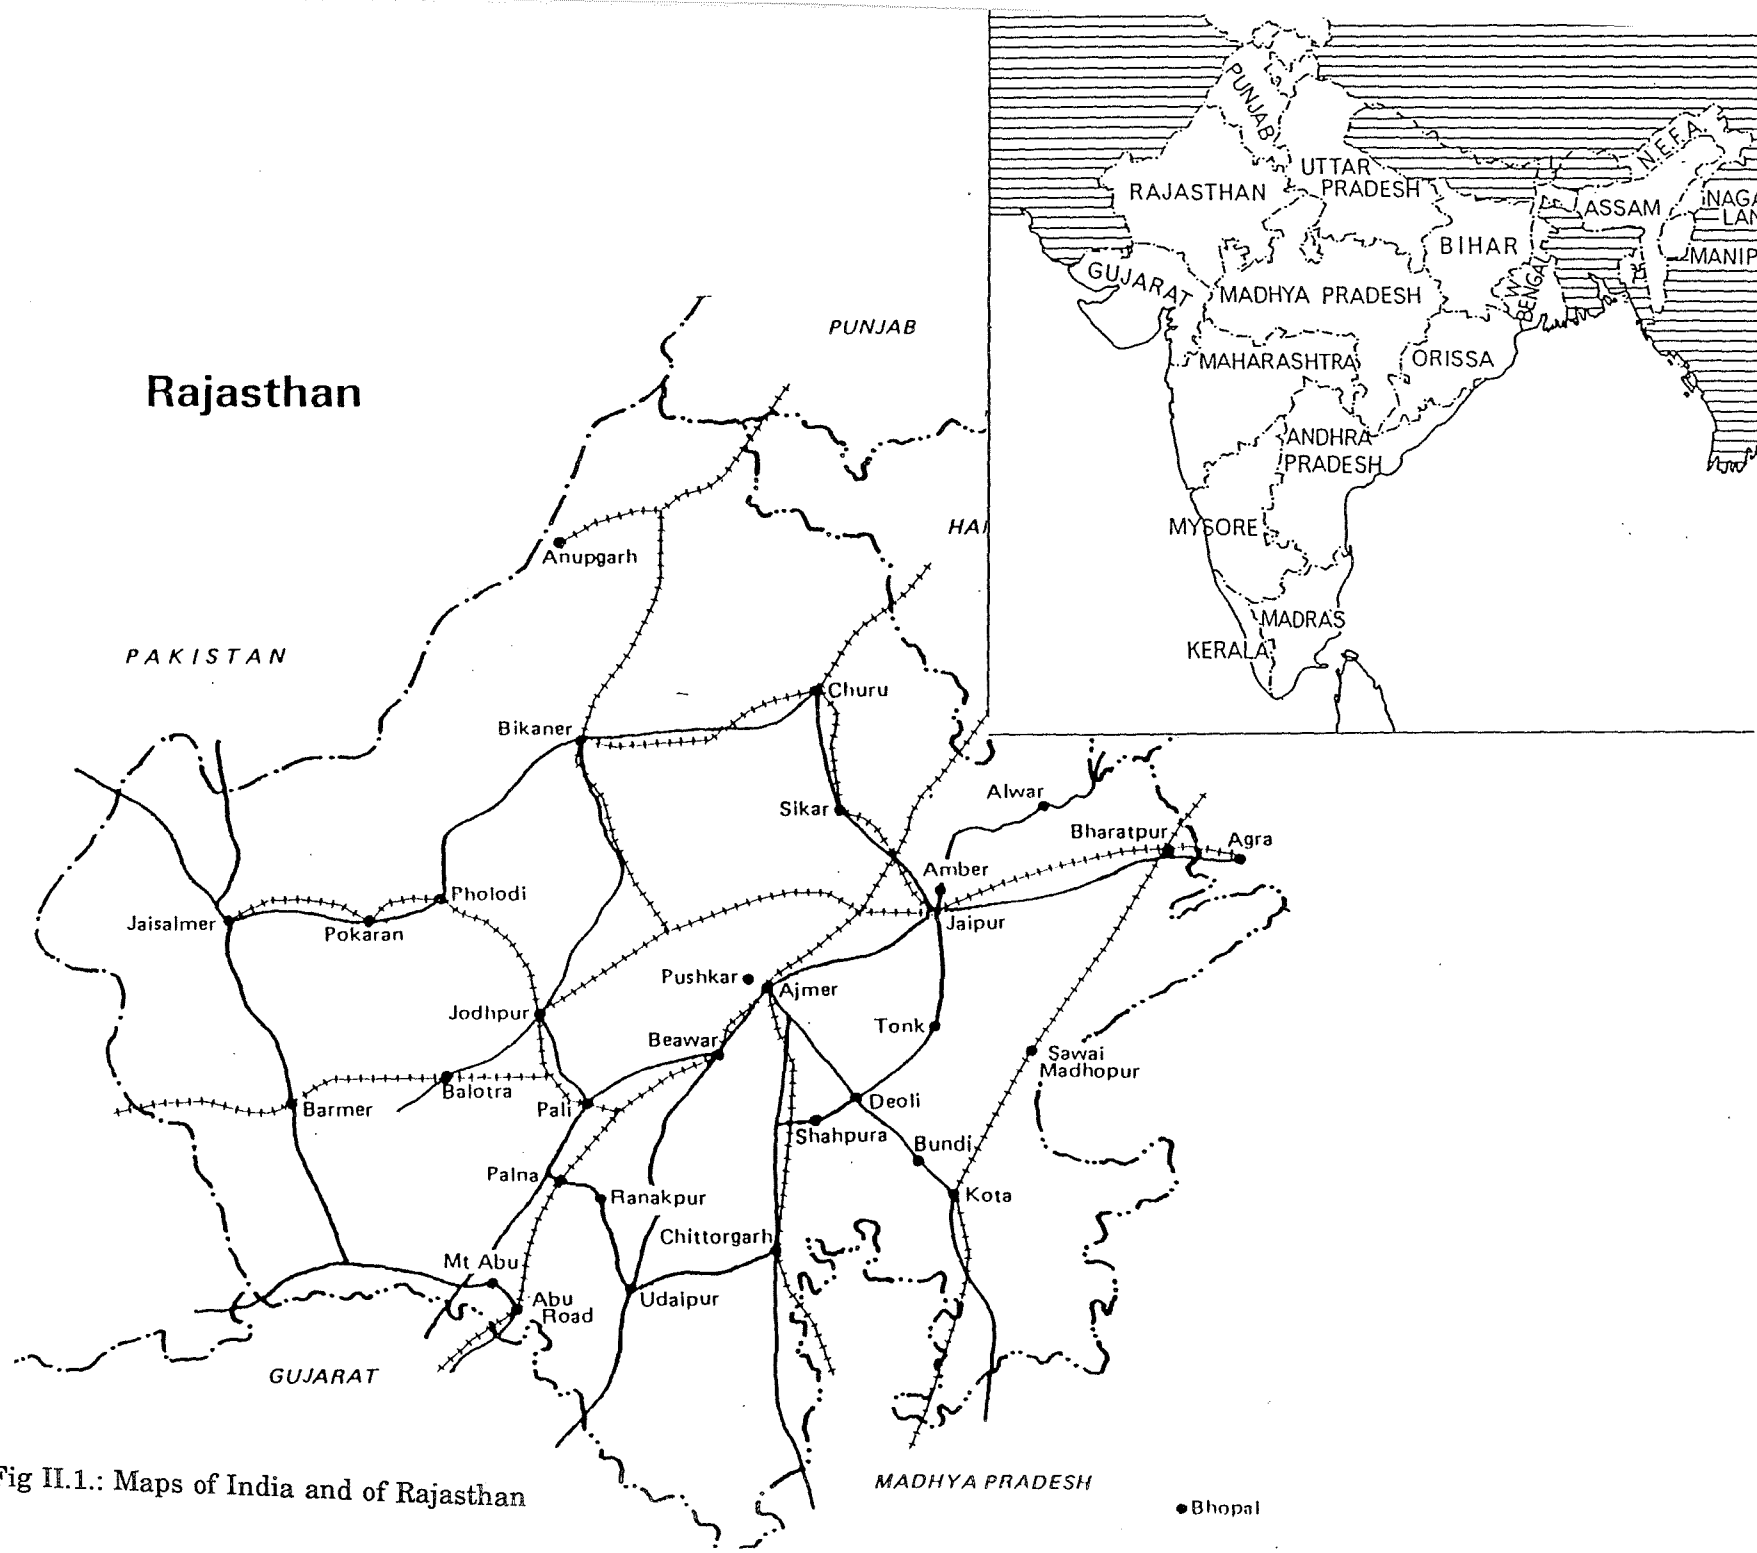 Rajasthan
PUNJAB
PAKISTAN
Anupgarh
Churu
Bikaner
Sikar
Alwar
Bharatpur
Agra
Amber
Jaipur
Pholodi
Jaisalmer
Pokaran
Pushkar
Ajmer
Jodhpur
Tonk
Beawar
Sawai
Madhopur
Balotra
Barmer
Pali
Deoli
Shahpura
Bundi
Palna
Ranakpur
Kota
Chittorgarh
Mt Abu
Abu
Road
Udaipur
GUJARAT
MADHYA PRADESH
Bhopal
HAI
PUNJAB
UTTAR
PRADESH
RAJASTHAN
N.E.F.A.
NAGA
LAN
ASSAM
BIHAR
MANIP
GUJARAT
MADHYA PRADESH
W.
BENGAL
MAHARASHTRA
ORISSA
ANDHRA
PRADESH
MYSORE
MADRAS
KERALA
Fig II.1.: Maps of India and of Rajasthan